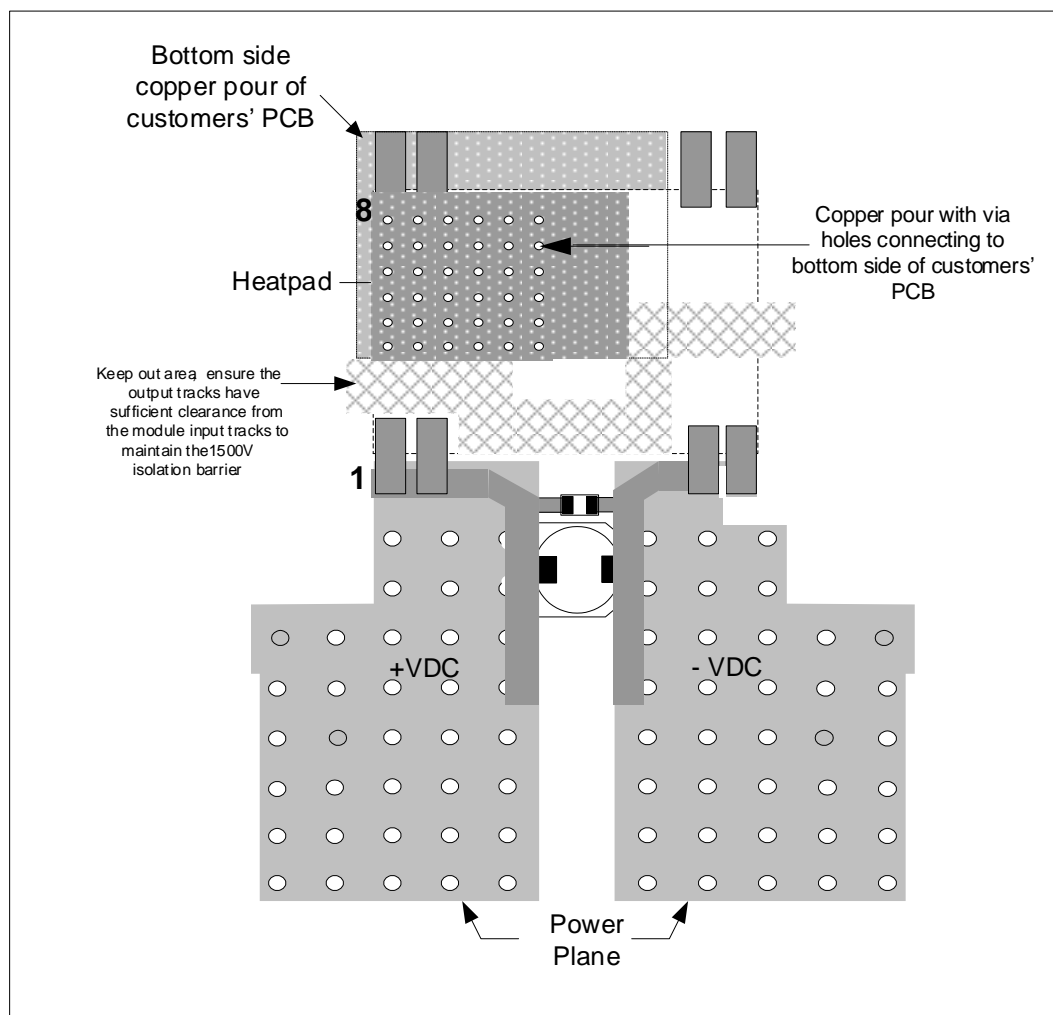 Bottom side
copper pour of
customers' PCB
8
Copper pour with via
holes connecting to
bottom side of customers'
PCB
Heatpad
Keep out area, ensure the
output tracks have
sufficient clearance from
the module input tracks to
maintain the1500V
isolation barrier
1
+VDC
- VDC
Power
Plane